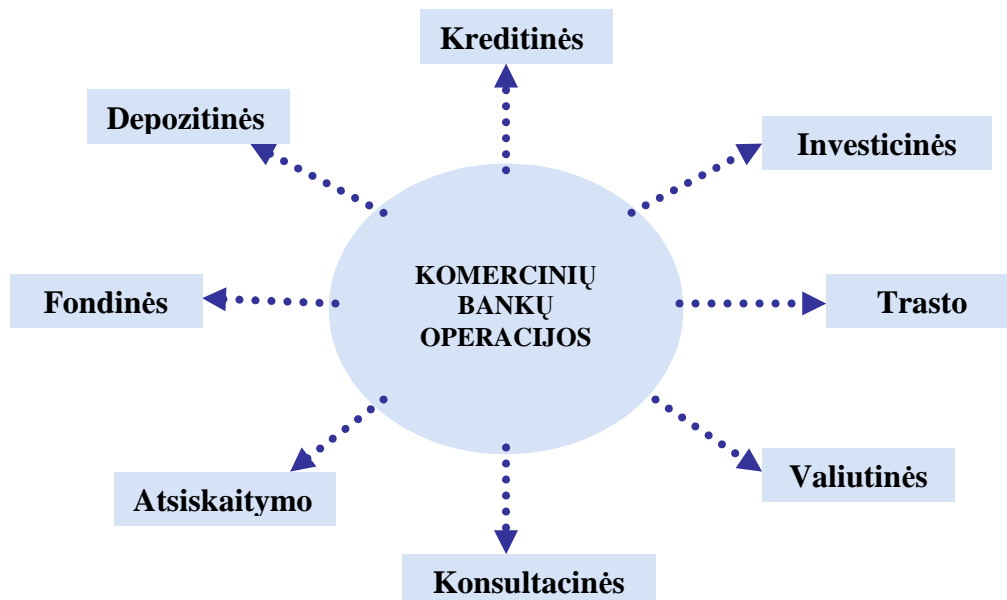 Kreditinės
Depozitinės
Investicinės
KOMERCINIŲ
BANKŲ
OPERACIJOS
Fondinės
Trasto
Atsiskaitymo
Valiutinės
Konsultacinės